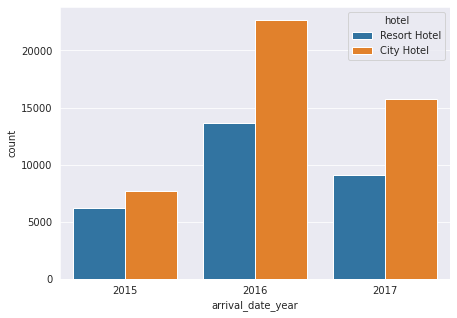 hotel
Resort Hotel
City Hotel
20000
15000
10000
5000
0
count
2015 2016 2017
arrival_date_year